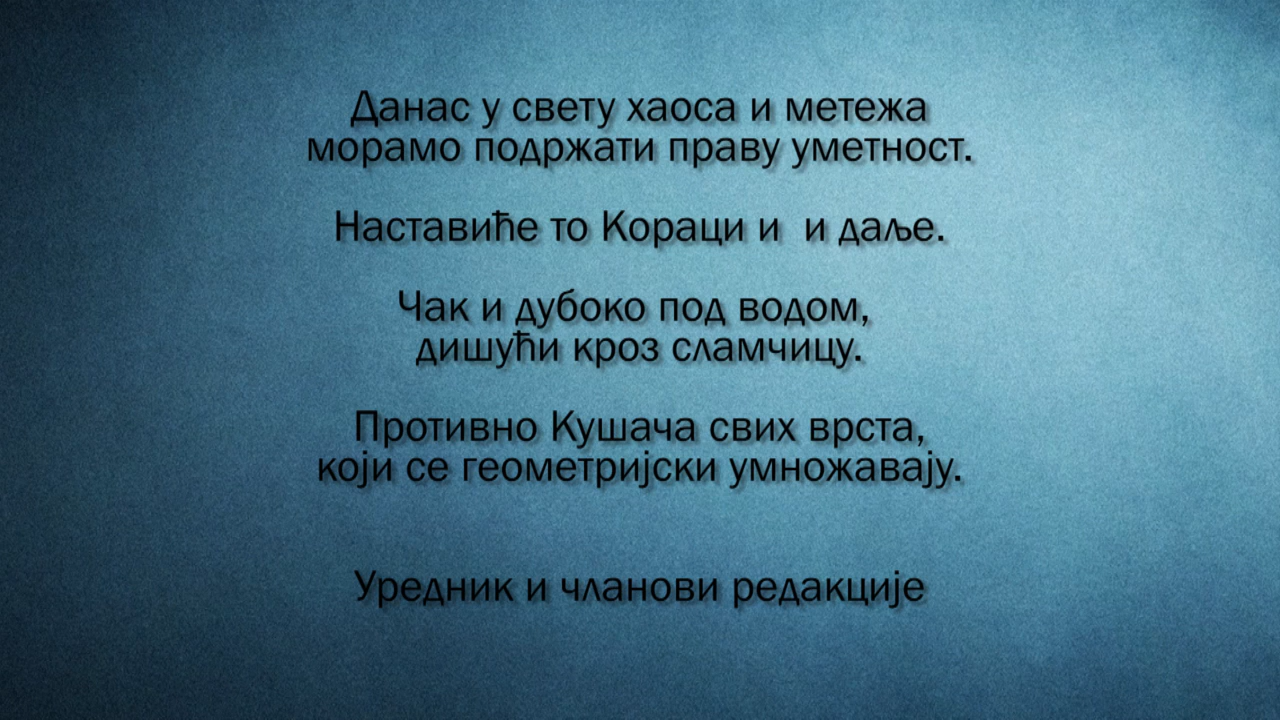 Данас у свету хаоса и метежа
морамо подржати праву уметност.
Наставиће то Кораци и  и даље.
Чак и дубоко под водом,
дишући кроз сламчицу.
Противно Кушача свих врста,
који се геометријски умножавају.
Уредник и чланови редакције